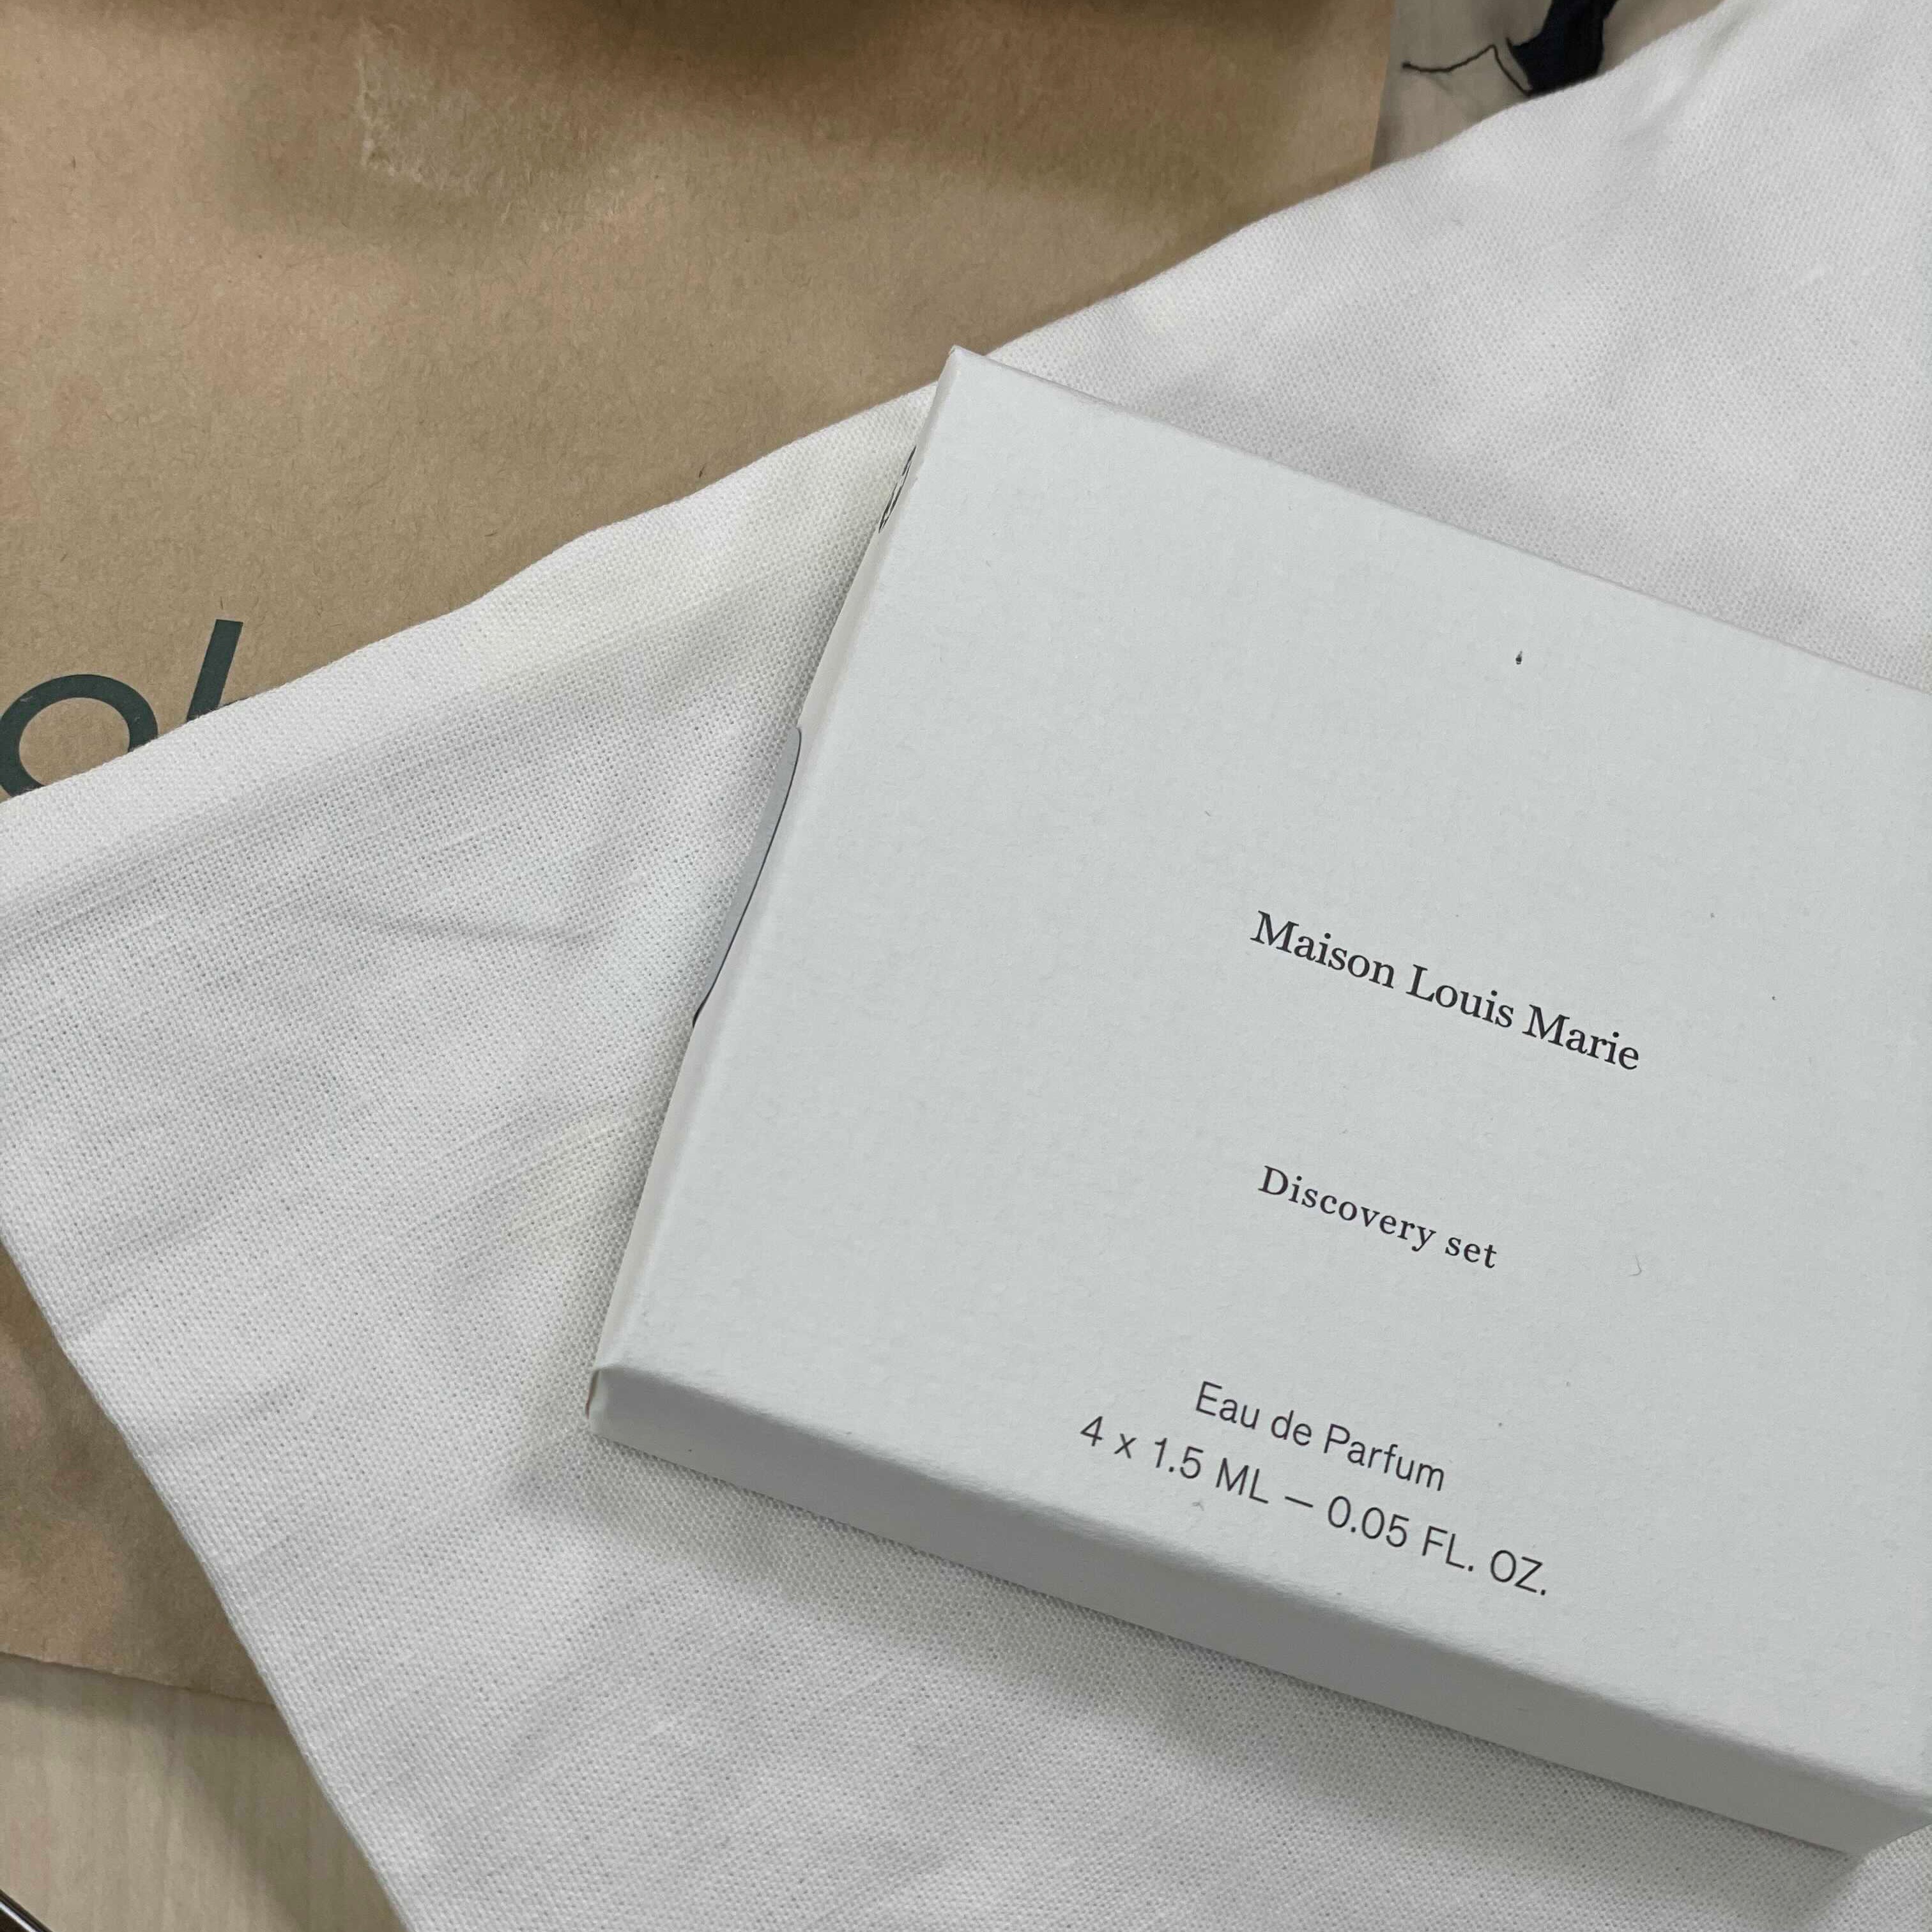 Maison Louis Marie
Discovery set
Eau de Parfum
4 x 1.5 ML — 0.05 FL. OZ.